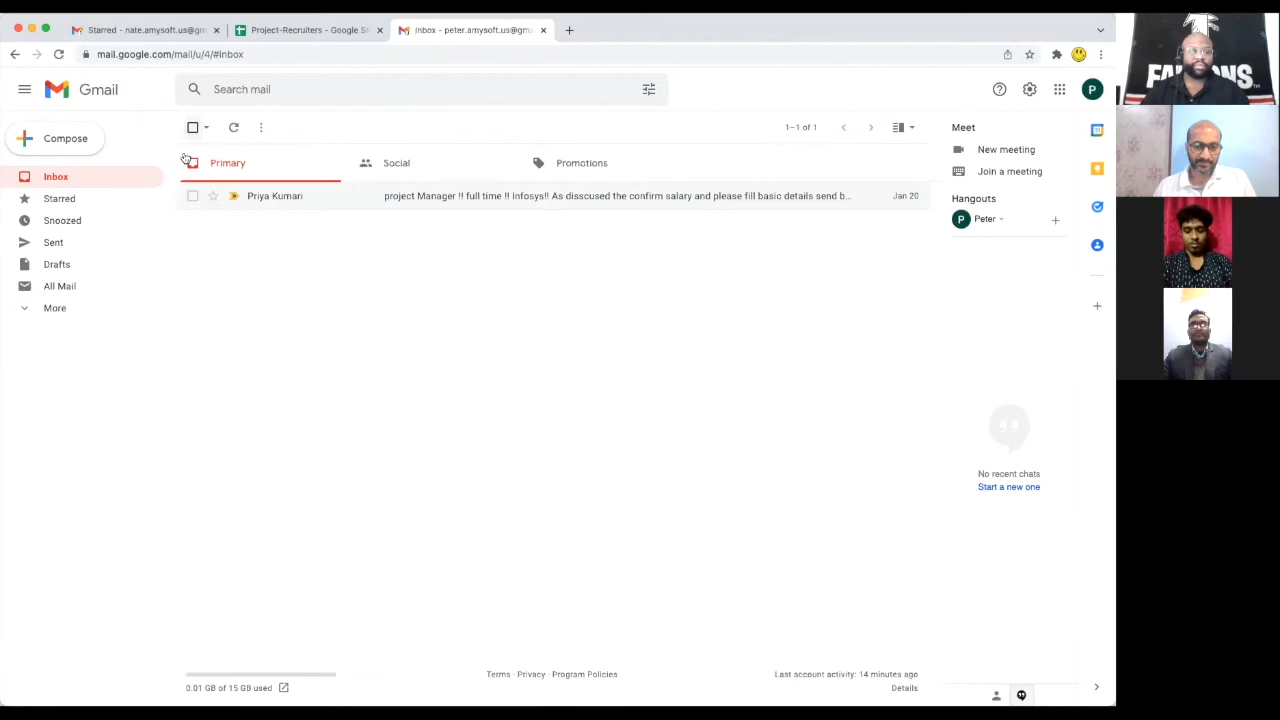 Starred - nate.amysoft.us@gm
Project-Recruiters - Google Sh
Inbox - peter.amysoft.us@gm
mail.google.com/mail/u/4/#inbox
Gmail
Search mail
P
Compose
1–1 of 1
Inbox
Starred
Snoozed
Sent
Drafts
All Mail
More
Primary
Social
Promotions
Priya Kumari
project Manager !! full time !! Infosys!! As disscused the confirm salary and please fill basic details send b...
Jan 20
Meet
New meeting
Join a meeting
Hangouts
P
Peter
No recent chats
Start a new one
0.01 GB of 15 GB used
Terms · Privacy · Program Policies
Last account activity: 14 minutes ago
Details